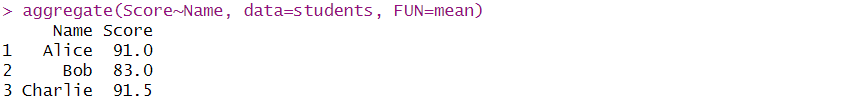 > aggregate(Score~Name, data=students, FUN=mean)
     Name Score
1   Alice  91.0
2     Bob  83.0
3 Charlie  91.5